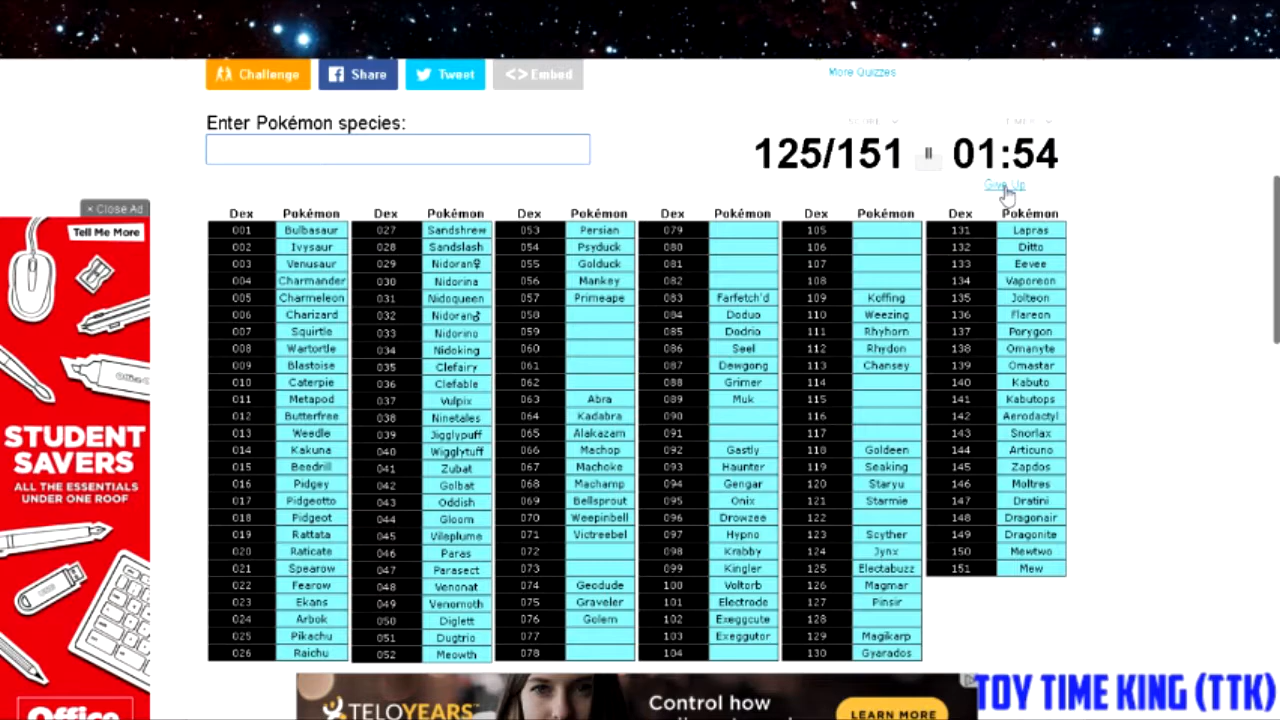 Challenge Share Tweet <> Embed
More Quizzes
Enter Pokémon species:
125/151 01:54
Give Up
× Close Ad
Tell Me More
STUDENT
SAVERS
ALL THE ESSENTIALS
UNDER ONE ROOF
Office
Dex Pokémon Dex Pokémon Dex Pokémon Dex Pokémon Dex Pokémon Dex Pokémon
001 Bulbasaur 027 Sandshrew 053 Persian 079 105 131 Lapras
002 Ivysaur 028 Sandslash 054 Psyduck 080 106 132 Ditto
003 Venusaur 029 Nidoran♀ 055 Golduck 081 107 133 Eevee
004 Charmander 030 Nidorina 056 Mankey 082 108 134 Vaporeon
005 Charmeleon 031 Nidoqueen 057 Primeape 083 Farfetch'd 109 Koffing 135 Jolteon
006 Charizard 032 Nidoran♂ 058 084 Doduo 110 Weezing 136 Flareon
007 Squirtle 033 Nidorino 059 085 Dodrio 111 Rhyhorn 137 Porygon
008 Wartortle 034 Nidoking 060 086 Seel 112 Rhydon 138 Omanyte
009 Blastoise 035 Clefairy 061 087 Dewgong 113 Chansey 139 Omastar
010 Caterpie 036 Clefable 062 088 Grimer 114 140 Kabuto
011 Metapod 037 Vulpix 063 Abra 089 Muk 115 141 Kabutops
012 Butterfree 038 Ninetales 064 Kadabra 090 116 142 Aerodactyl
013 Weedle 039 Jigglypuff 065 Alakazam 091 117 143 Snorlax
014 Kakuna 040 Wigglytuff 066 Machop 092 Gastly 118 Goldeen 144 Articuno
015 Beedrill 041 Zubat 067 Machoke 093 Haunter 119 Seaking 145 Zapdos
016 Pidgey 042 Golbat 068 Machamp 094 Gengar 120 Staryu 146 Moltres
017 Pidgeotto 043 Oddish 069 Bellsprout 095 Onix 121 Starmie 147 Dratini
018 Pidgeot 044 Gloom 070 Weepinbell 096 Drowzee 122 148 Dragonair
019 Rattata 045 Vileplume 071 Victreebel 097 Hypno 123 Scyther 149 Dragonite
020 Raticate 046 Paras 072 098 Krabby 124 Jynx 150 Mewtwo
021 Spearow 047 Parasect 073 099 Kingler 125 Electabuzz 151 Mew
022 Fearow 048 Venonat 074 Geodude 100 Voltorb 126 Magmar
023 Ekans 049 Venomoth 075 Graveler 101 Electrode 127 Pinsir
024 Arbok 050 Diglett 076 Golem 102 Exeggcute 128
025 Pikachu 051 Dugtrio 077 103 Exeggutor 129 Magikarp
026 Raichu 052 Meowth 078 104 130 Gyarados
TELOYEARS
Control how
LEARN MORE
TOY TIME KING (TTK)